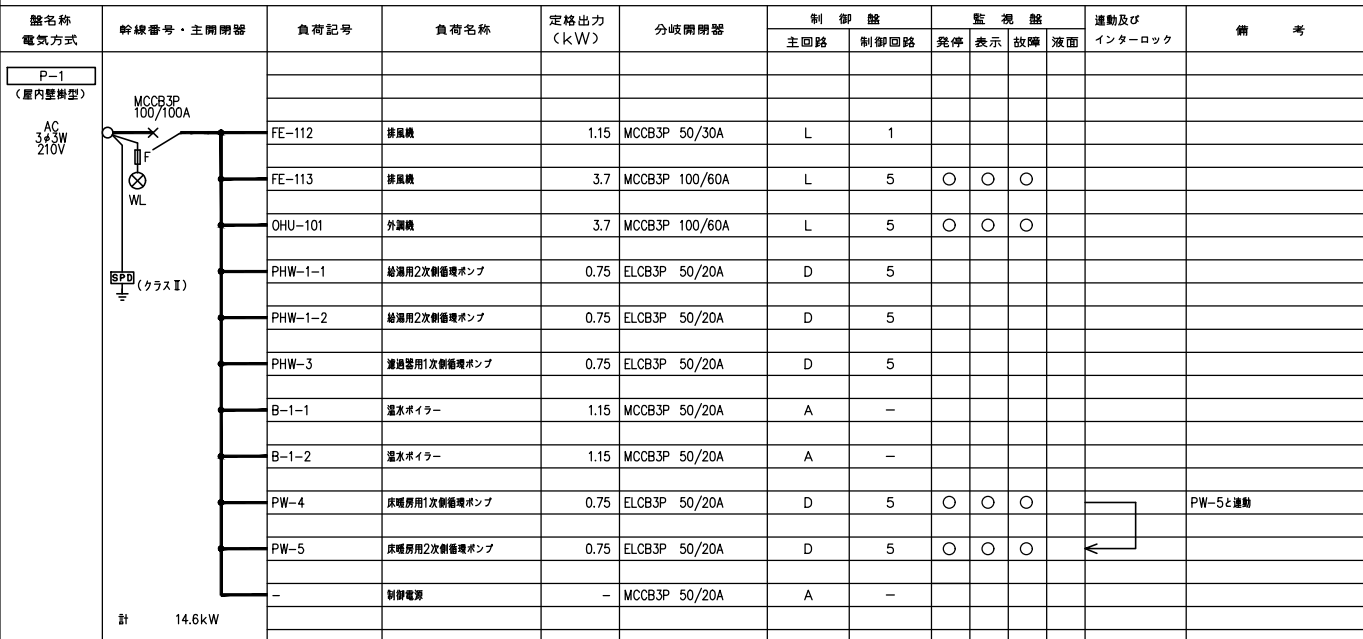 盤名称 幹線番号・主開閉器 負荷記号 負荷名称 定格出力 分岐開閉器 制御盤 監視盤 連動及び 備考
電気方式 (kW) 主回路 制御回路 発停 表示 故障 液面 インターロック
P-1
(屋内壁掛型)
MCCB3P
100/100A
AC
3φ3W
210V
F
WL
SPD (クラスⅡ)
FE-112 排風機 1.15 MCCB3P 50/30A L 1
FE-113 排風機 3.7 MCCB3P 100/60A L 5 ○ ○ ○
OHU-101 外調機 3.7 MCCB3P 100/60A L 5 ○ ○ ○
PHW-1-1 給湯用2次側循環ポンプ 0.75 ELCB3P 50/20A D 5
PHW-1-2 給湯用2次側循環ポンプ 0.75 ELCB3P 50/20A D 5
PHW-3 濾過器用1次側循環ポンプ 0.75 ELCB3P 50/20A D 5
B-1-1 温水ボイラー 1.15 MCCB3P 50/20A A -
B-1-2 温水ボイラー 1.15 MCCB3P 50/20A A -
PW-4 床暖房用1次側循環ポンプ 0.75 ELCB3P 50/20A D 5 ○ ○ ○ PW-5と連動
PW-5 床暖房用2次側循環ポンプ 0.75 ELCB3P 50/20A D 5 ○ ○ ○
- 制御電源 - MCCB3P 50/20A A -
計 14.6kW